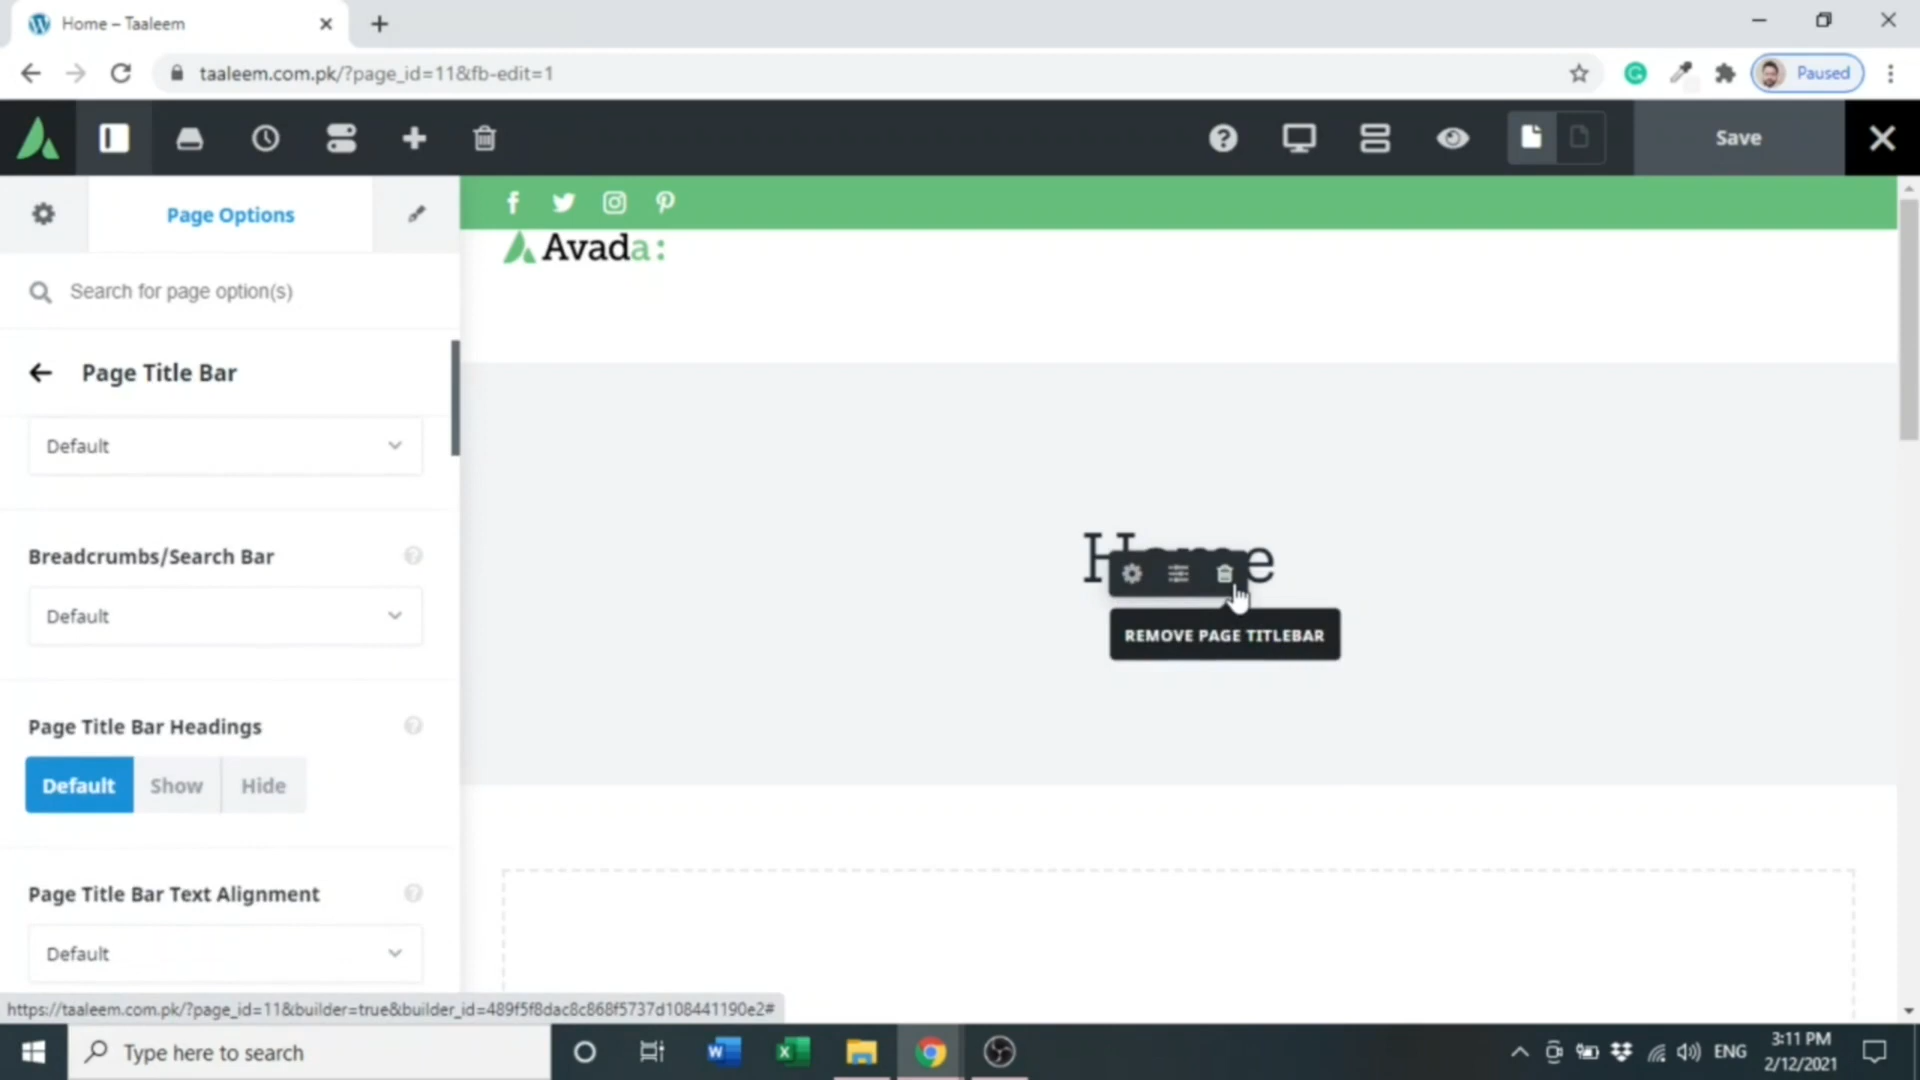 Home – Taaleem
taaleem.com.pk/?page_id=11&fb-edit=1
Paused
Save
Page Options
Search for page option(s)
Page Title Bar
Default
Breadcrumbs/Search Bar
Default
Page Title Bar Headings
Default Show Hide
Page Title Bar Text Alignment
Default
Avada:
Home
REMOVE PAGE TITLEBAR
https://taaleem.com.pk/?page_id=11&builder=true&builder_id=489f5f8dac8c868f5737d108441190e2#
Type here to search
ENG
3:11 PM
2/12/2021